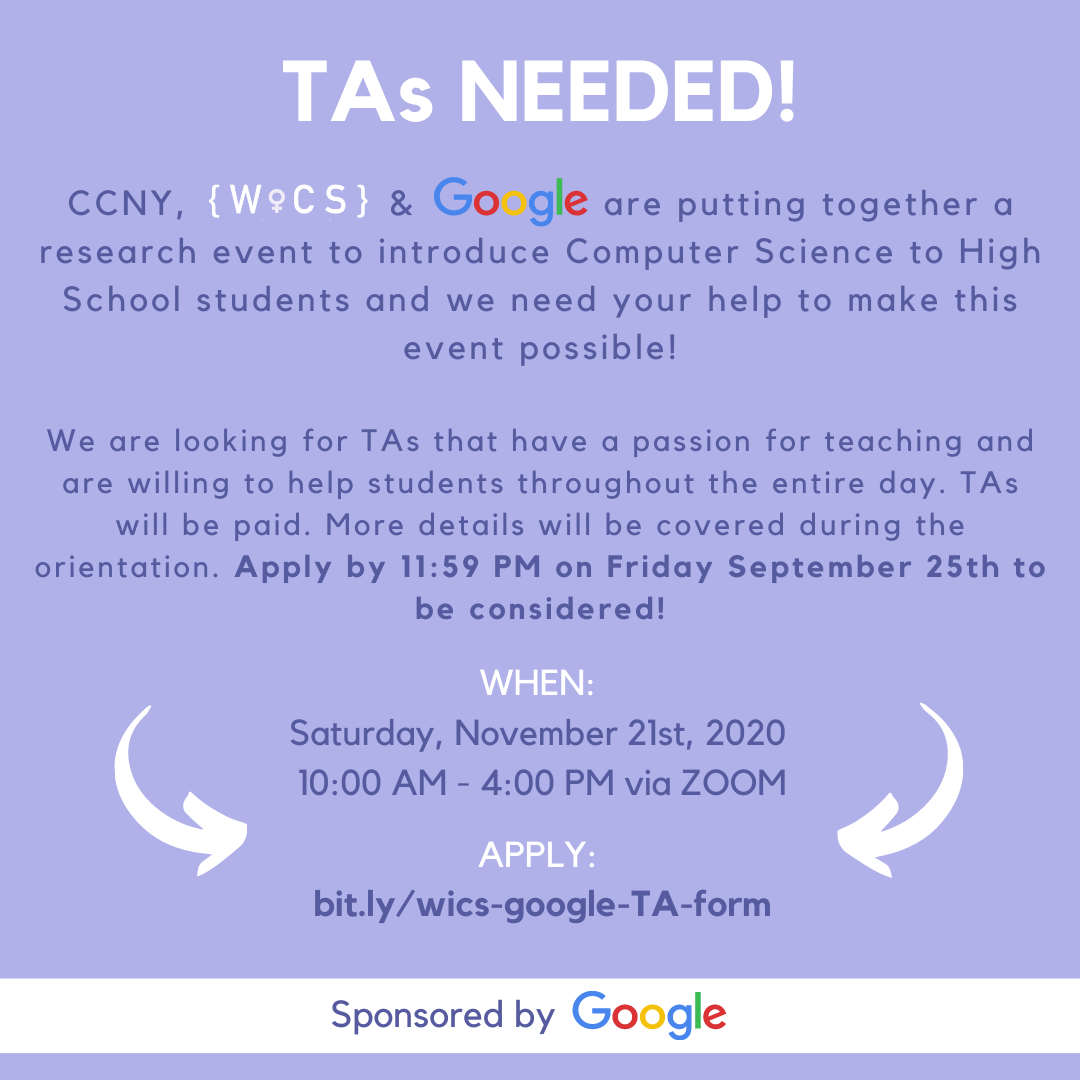 TAs NEEDED!
CCNY, {W♀CS} & Google are putting together a
research event to introduce Computer Science to High
School students and we need your help to make this
event possible!
We are looking for TAs that have a passion for teaching and
are willing to help students throughout the entire day. TAs
will be paid. More details will be covered during the
orientation. Apply by 11:59 PM on Friday September 25th to
be considered!
WHEN:
Saturday, November 21st, 2020
10:00 AM - 4:00 PM via ZOOM
APPLY:
bit.ly/wics-google-TA-form
Sponsored by Google